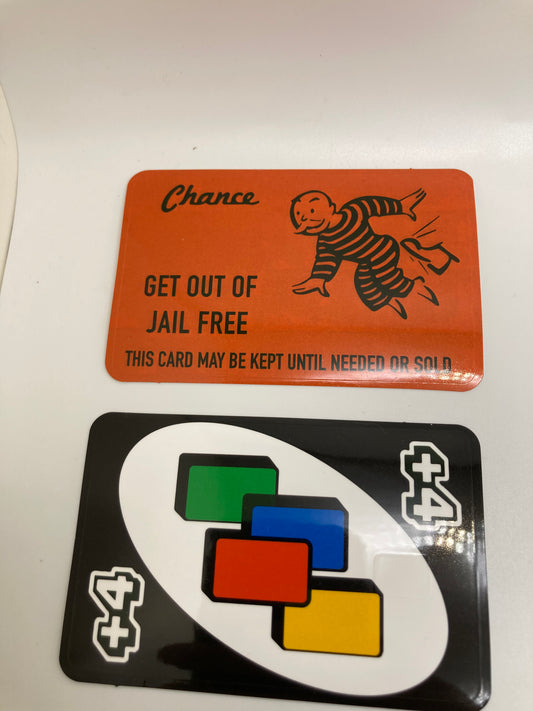 Chance
GET OUT OF
JAIL FREE
THIS CARD MAY BE KEPT UNTIL NEEDED OR SOLD
+4
+4